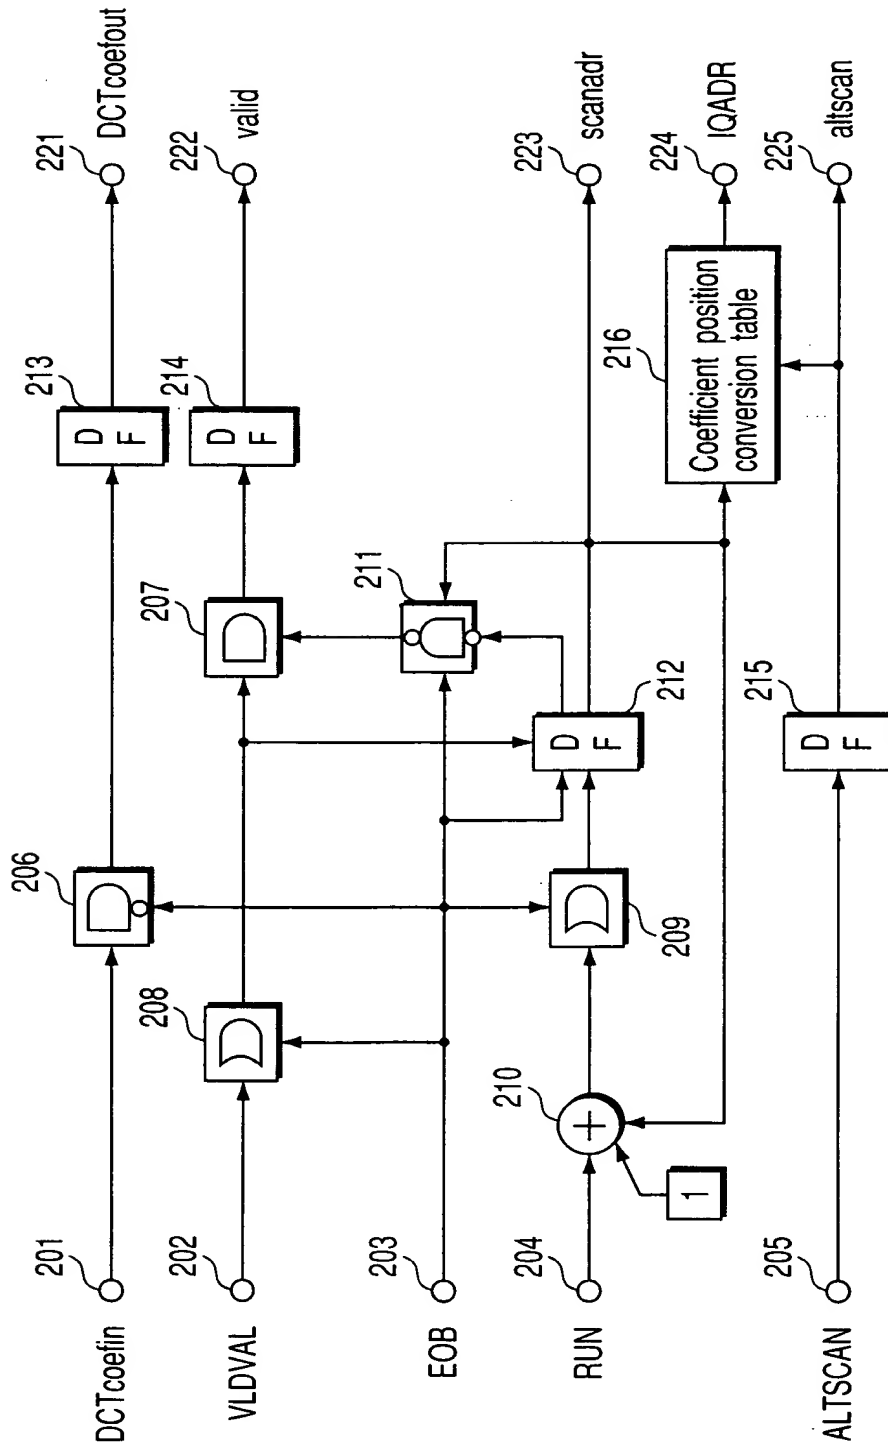 DCTcoefin
201
206
213
221
DCTcoefout
D
F
VLDVAL
202
208
207
214
222
valid
D
F
EOB
203
211
RUN
204
210
1
209
212
223
scanadr
D
F
216
Coefficient position
conversion table
224
IQADR
ALTSCAN
205
215
225
altscan
D
F